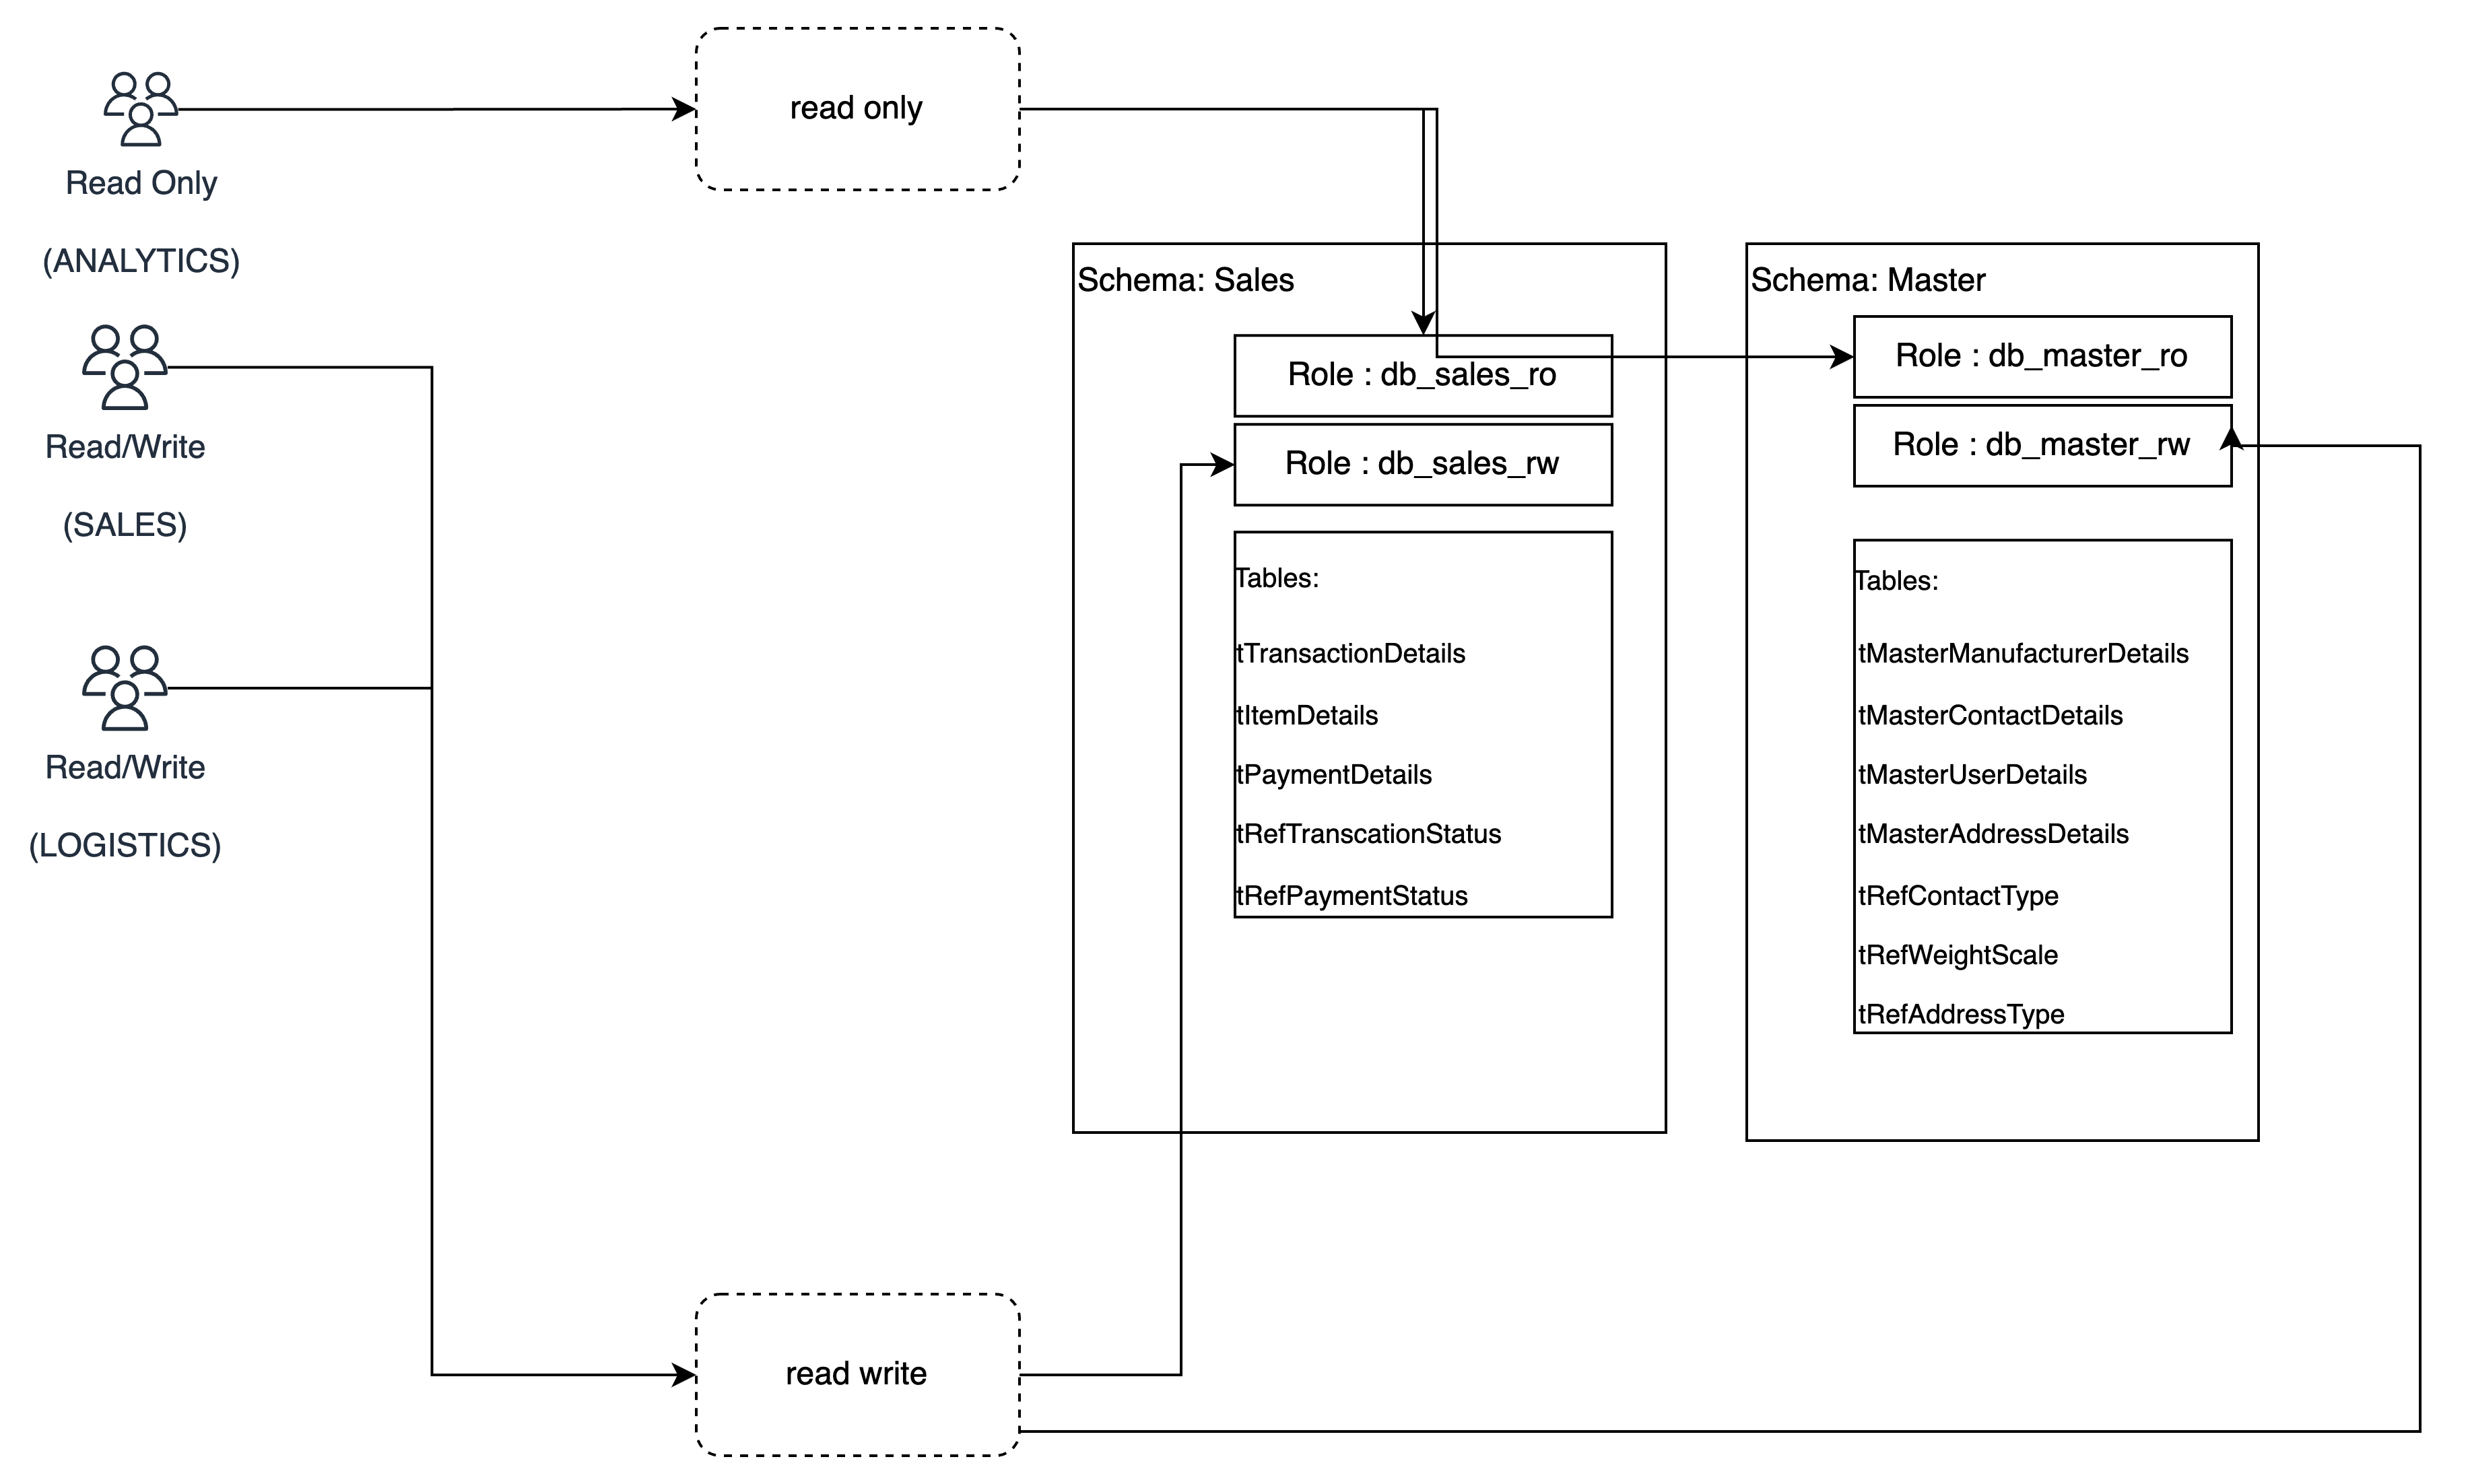 read only
Read Only
(ANALYTICS)
Read/Write
(SALES)
Read/Write
(LOGISTICS)
read write
Schema: Sales
Role : db_sales_ro
Role : db_sales_rw
Tables:
tTransactionDetails
tItemDetails
tPaymentDetails
tRefTranscationStatus
tRefPaymentStatus
Schema: Master
Role : db_master_ro
Role : db_master_rw
Tables:
tMasterManufacturerDetails
tMasterContactDetails
tMasterUserDetails
tMasterAddressDetails
tRefContactType
tRefWeightScale
tRefAddressType